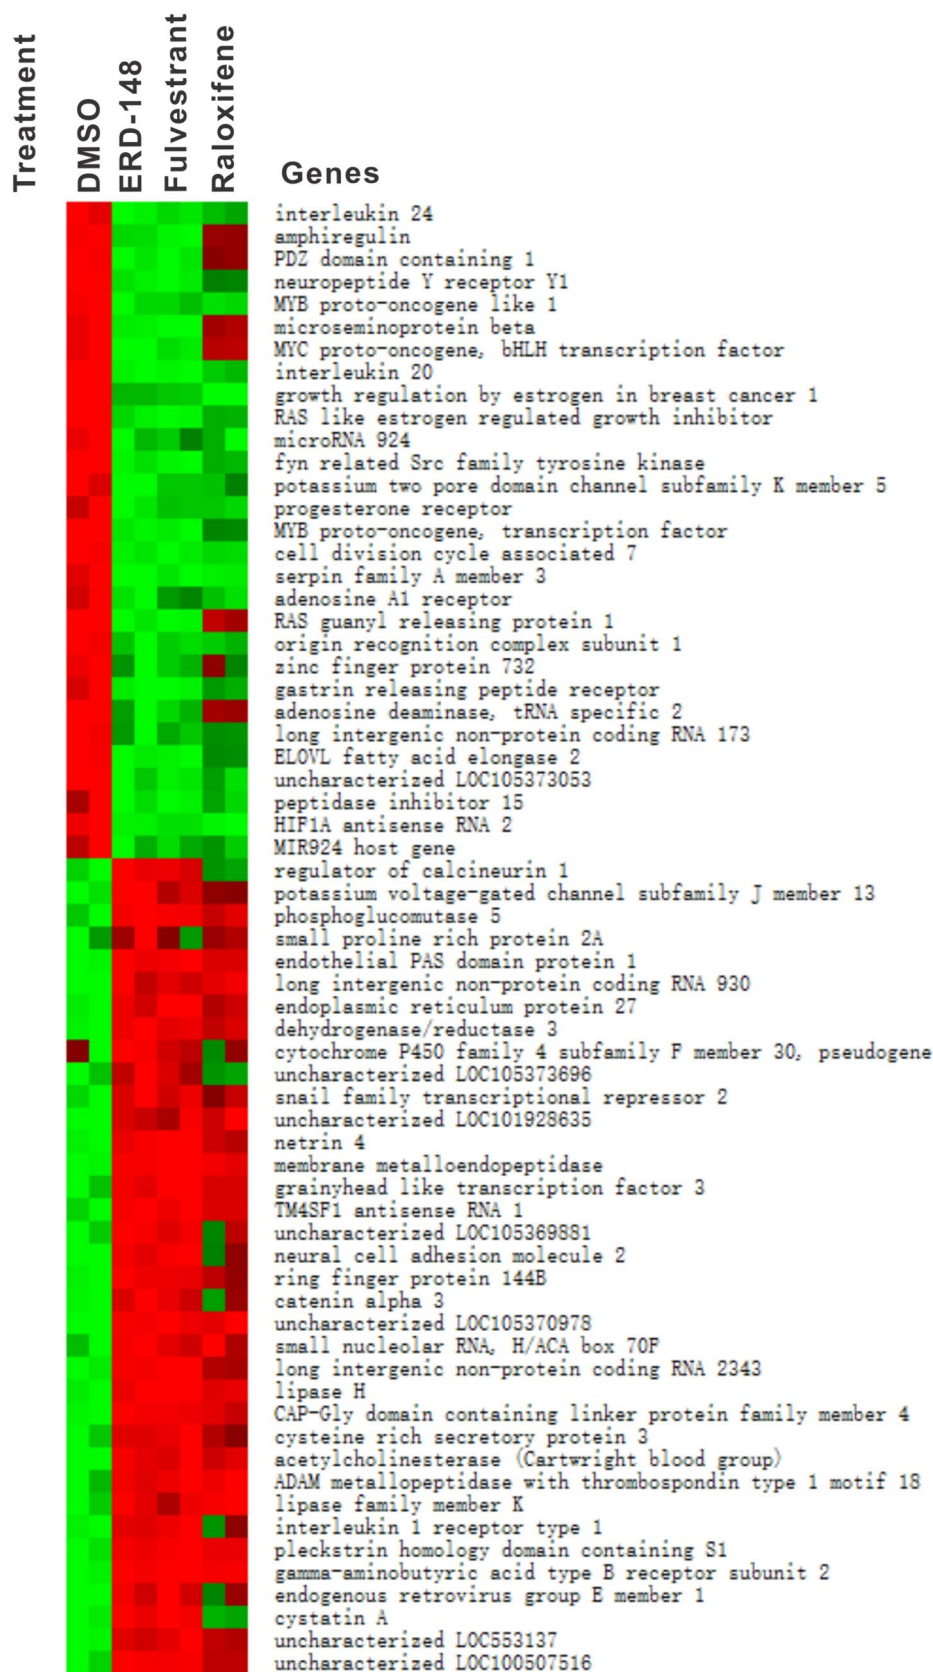 Treatment
DMSO
ERD-148
Fulvestrant
Raloxifene
Genes
interleukin 24
amphiregulin
PDZ domain containing 1
neuropeptide Y receptor Y1
MYB proto-oncogene like 1
microseminoprotein beta
MYC proto-oncogene, bHLH transcription factor
interleukin 20
growth regulation by estrogen in breast cancer 1
RAS like estrogen regulated growth inhibitor
microRNA 924
fyn related Src family tyrosine kinase
potassium two pore domain channel subfamily K member 5
progesterone receptor
MYB proto-oncogene, transcription factor
cell division cycle associated 7
serpin family A member 3
adenosine A1 receptor
RAS guanyl releasing protein 1
origin recognition complex subunit 1
zinc finger protein 732
gastrin releasing peptide receptor
adenosine deaminase, tRNA specific 2
long intergenic non-protein coding RNA 173
ELOVL fatty acid elongase 2
uncharacterized LOC105373053
peptidase inhibitor 15
HIF1A antisense RNA 2
MIR924 host gene
regulator of calcineurin 1
potassium voltage-gated channel subfamily J member 13
phosphoglucomutase 5
small proline rich protein 2A
endothelial PAS domain protein 1
long intergenic non-protein coding RNA 930
endoplasmic reticulum protein 27
dehydrogenase/reductase 3
cytochrome P450 family 4 subfamily F member 30, pseudogene
uncharacterized LOC105373696
snail family transcriptional repressor 2
uncharacterized LOC101928635
netrin 4
membrane metalloendopeptidase
grainyhead like transcription factor 3
TM4SF1 antisense RNA 1
uncharacterized LOC105369881
neural cell adhesion molecule 2
ring finger protein 144B
catenin alpha 3
uncharacterized LOC105370978
small nucleolar RNA, H/ACA box 70F
long intergenic non-protein coding RNA 2343
lipase H
CAP-Gly domain containing linker protein family member 4
cysteine rich secretory protein 3
acetylcholinesterase (Cartwright blood group)
ADAM metallopeptidase with thrombospondin type 1 motif 18
lipase family member K
interleukin 1 receptor type 1
pleckstrin homology domain containing S1
gamma-aminobutyric acid type B receptor subunit 2
endogenous retrovirus group E member 1
cystatin A
uncharacterized LOC553137
uncharacterized LOC100507516